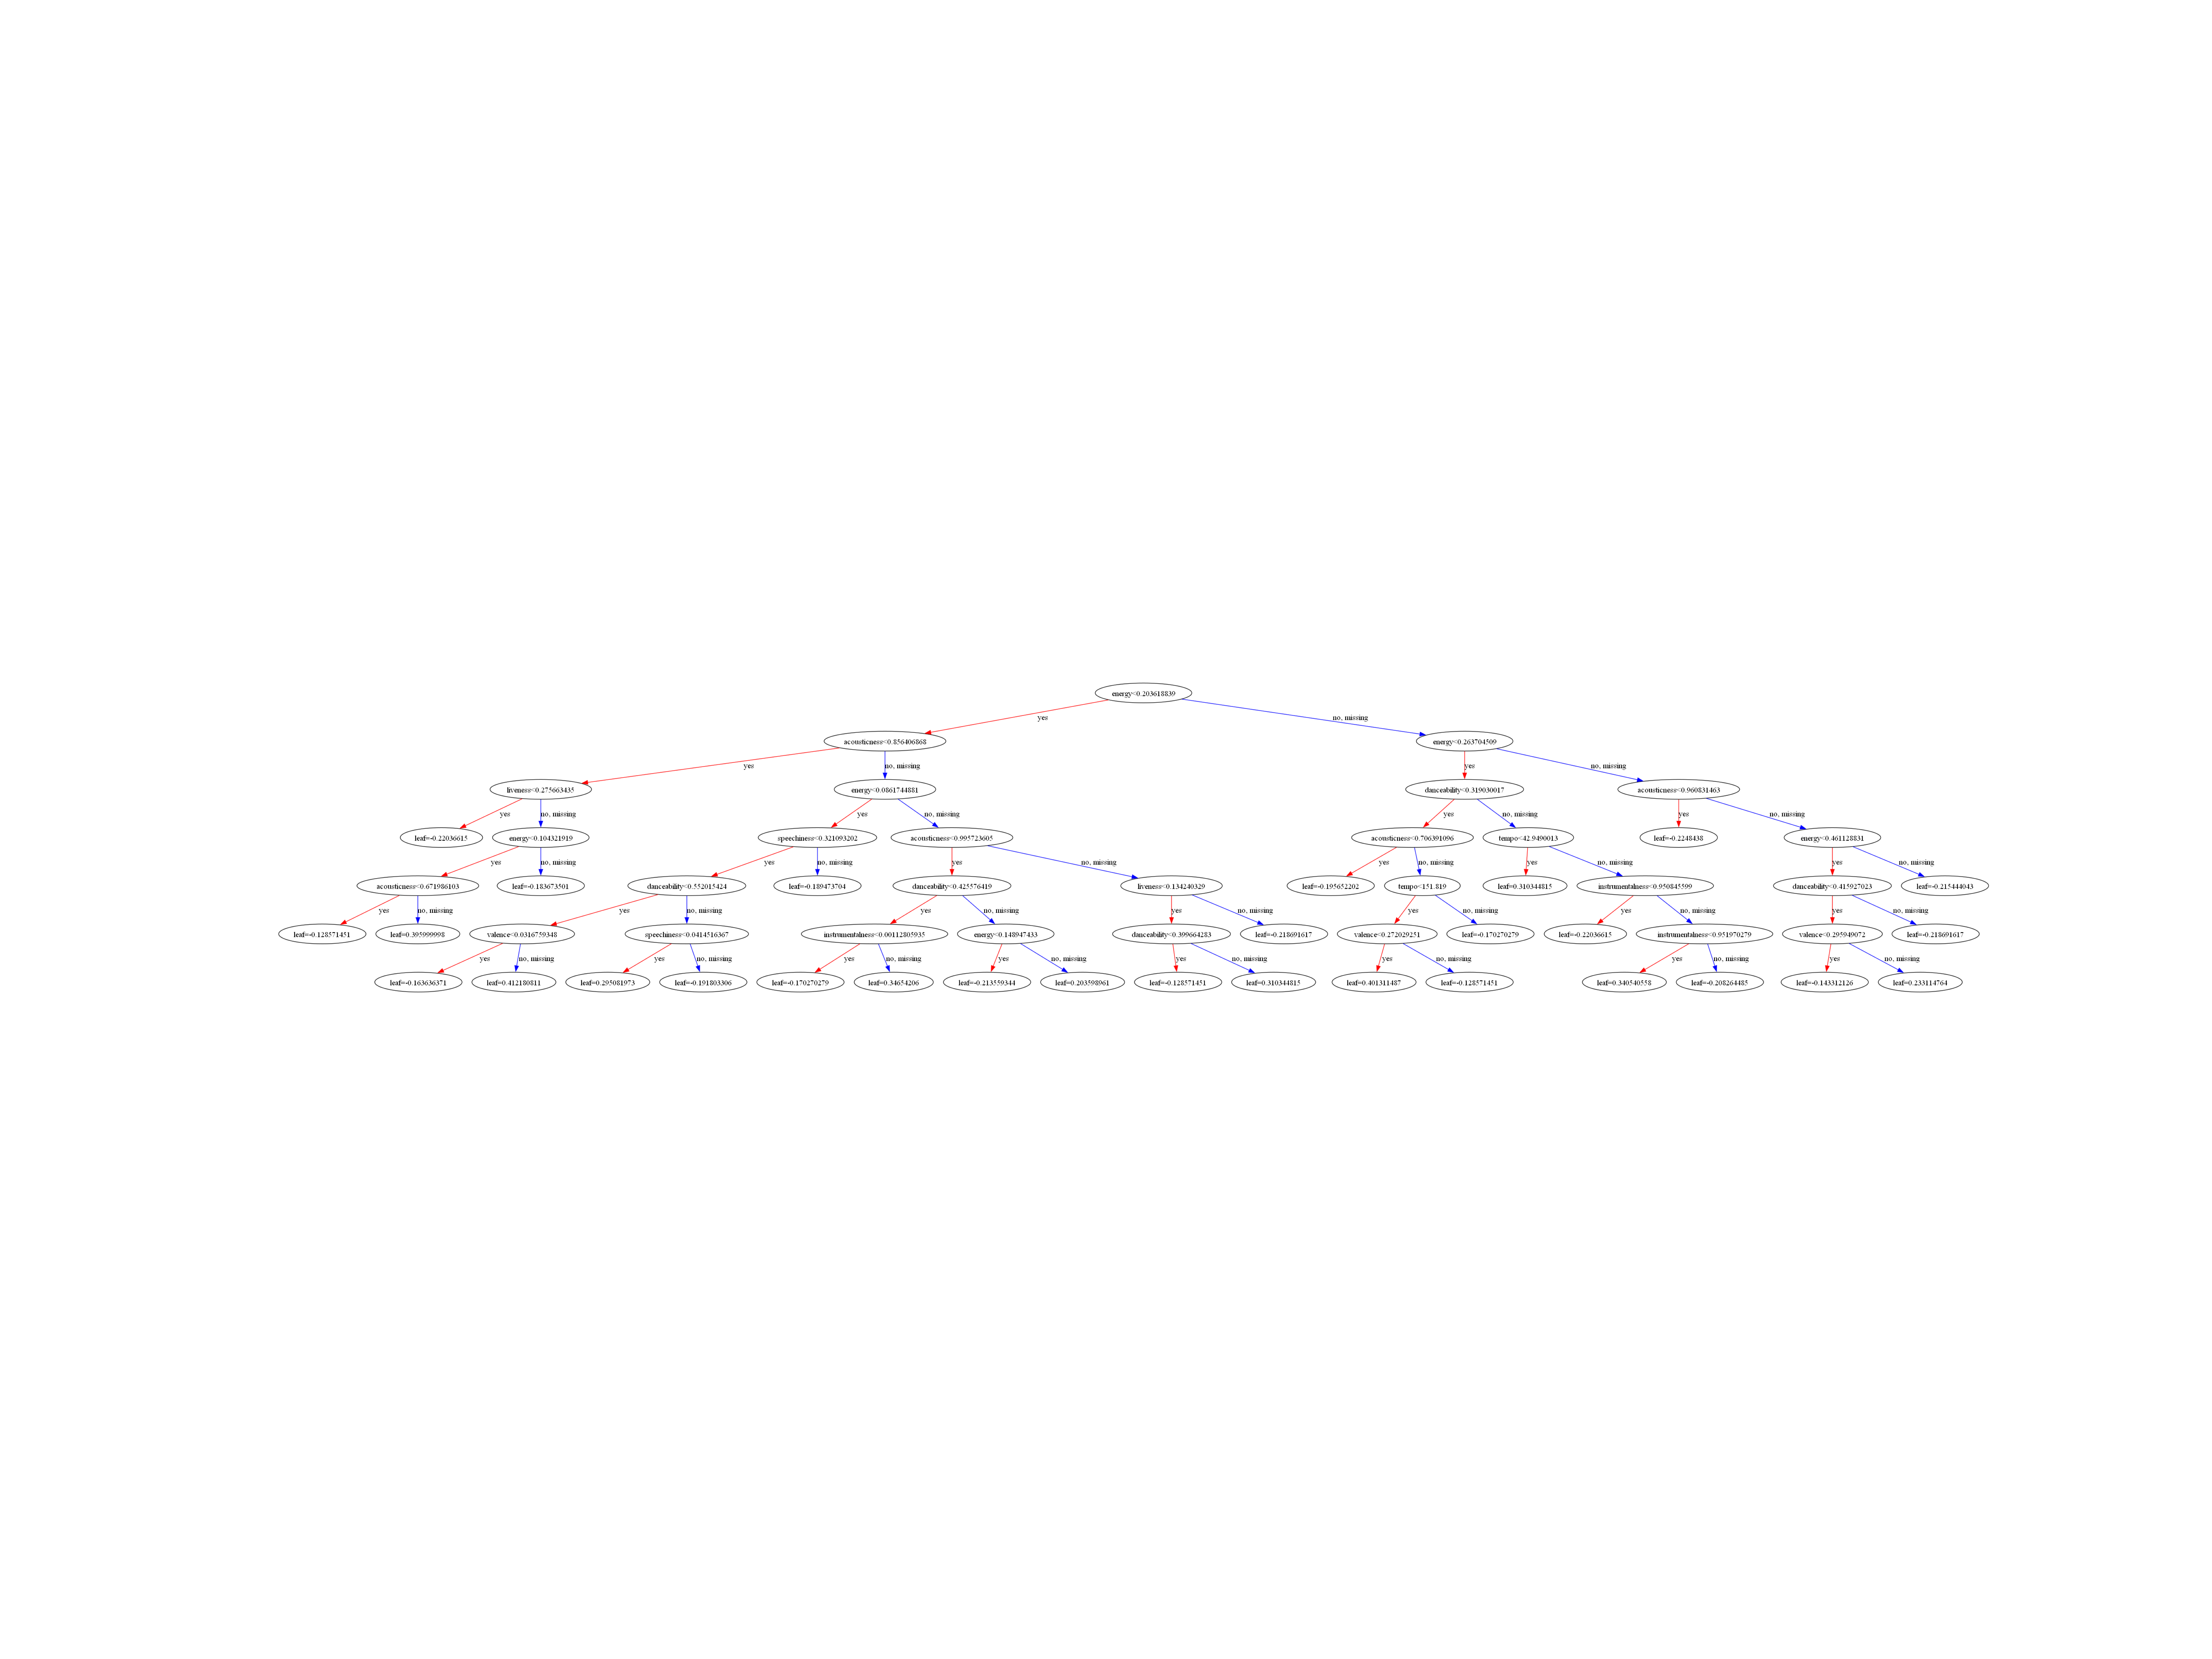 energy<0.203618839
yes
no, missing
acousticness<0.856406868
energy<0.263704509
yes
no, missing
yes
no, missing
liveness<0.275663435
energy<0.0861744881
danceability<0.319030017
acousticness<0.960831463
yes
no, missing
yes
no, missing
yes
no, missing
yes
no, missing
leaf=-0.22036615
energy<0.104321919
speechiness<0.321093202
acousticness<0.995723605
acousticness<0.706391096
tempo<42.9490013
leaf=-0.2248438
energy<0.461128831
yes
no, missing
yes
no, missing
yes
no, missing
yes
no, missing
yes
no, missing
yes
no, missing
acousticness<0.671986103
leaf=-0.183673501
danceability<0.552015424
leaf=-0.189473704
danceability<0.425576419
liveness<0.134240329
leaf=-0.195652202
tempo<151.819
leaf=0.310344815
instrumentalness<0.950845599
danceability<0.415927023
leaf=-0.215444043
yes
no, missing
yes
no, missing
yes
no, missing
yes
no, missing
yes
no, missing
yes
no, missing
yes
no, missing
leaf=-0.128571451
leaf=0.395999998
valence<0.0316759348
speechiness<0.0414516367
instrumentalness<0.00112805935
energy<0.148947433
danceability<0.399664283
leaf=-0.218691617
valence<0.272029251
leaf=-0.170270279
leaf=-0.22036615
instrumentalness<0.951970279
valence<0.295949072
leaf=-0.218691617
yes
no, missing
yes
no, missing
yes
no, missing
yes
no, missing
yes
no, missing
yes
no, missing
yes
no, missing
yes
no, missing
leaf=-0.163636371
leaf=0.412180811
leaf=0.295081973
leaf=-0.191803306
leaf=-0.170270279
leaf=0.34654206
leaf=-0.213559344
leaf=0.203598961
leaf=-0.128571451
leaf=0.310344815
leaf=0.401311487
leaf=-0.128571451
leaf=0.340540558
leaf=-0.208264485
leaf=-0.143312126
leaf=0.233114764